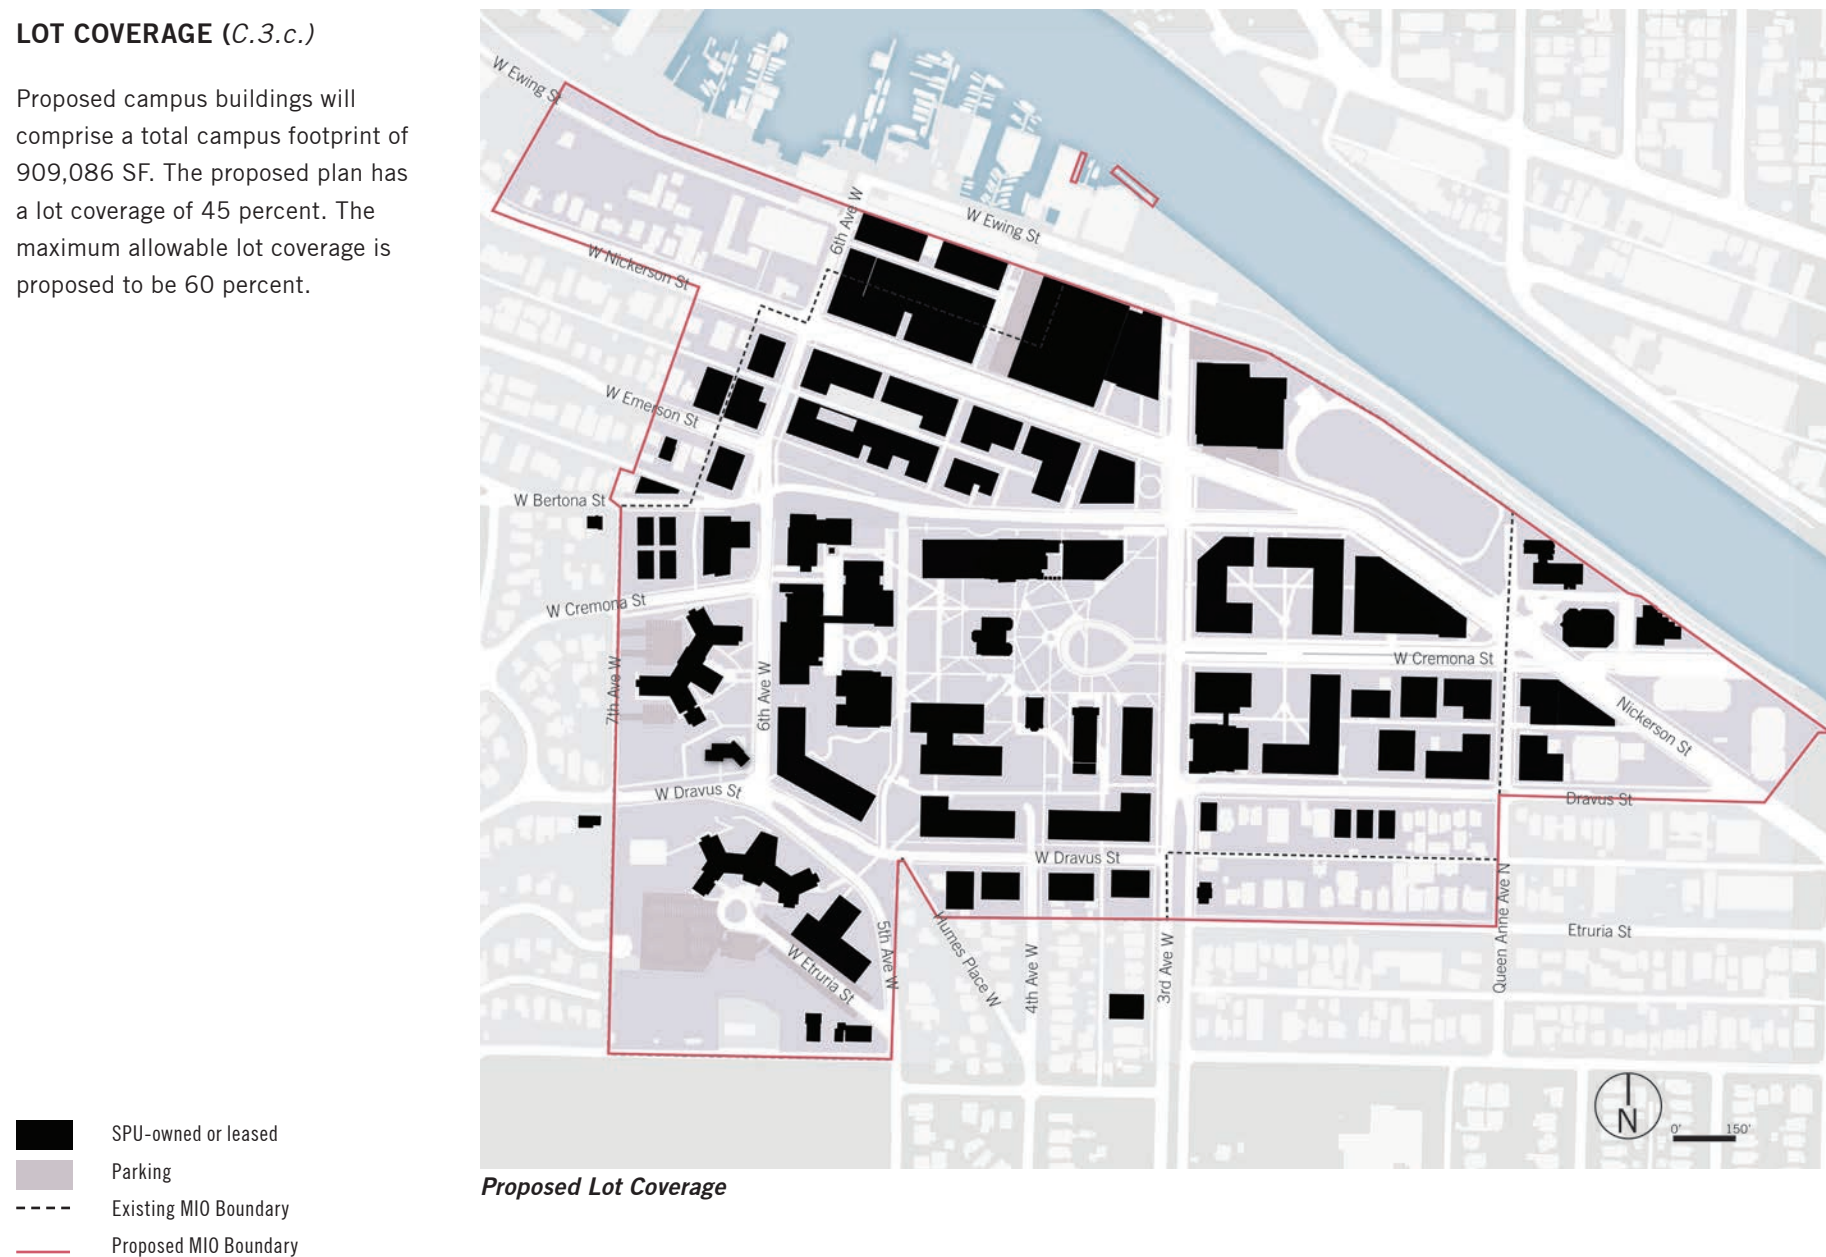 LOT COVERAGE (C.3.c.)
Proposed campus buildings will
comprise a total campus footprint of
909,086 SF. The proposed plan has
a lot coverage of 45 percent. The
maximum allowable lot coverage is
proposed to be 60 percent.
W Ewing St
6th Ave W
W Ewing St
W Nickerson St
W Emerson St
W Bertona St
W Cremona St
7th Ave W
6th Ave W
W Cremona St
Nickerson St
W Dravus St
Dravus St
W Dravus St
5th Ave W
Humes Place W
4th Ave W
3rd Ave W
Queen Anne Ave N
Etruria St
W Etruria St
N
0' 150'
SPU-owned or leased
Parking
Existing MIO Boundary
Proposed MIO Boundary
Proposed Lot Coverage